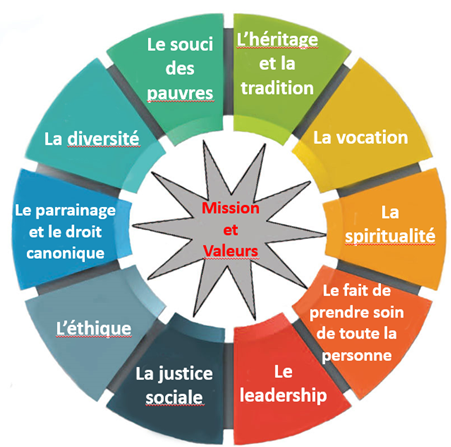 L'héritage
et la
tradition
La vocation
La
spiritualité
Le fait de
prendre soin
de toute la
personne
Le
leadership
La justice
sociale
L'éthique
Le parrainage
et le droit
canonique
La diversité
Le souci
des
pauvres
Mission
et
Valeurs